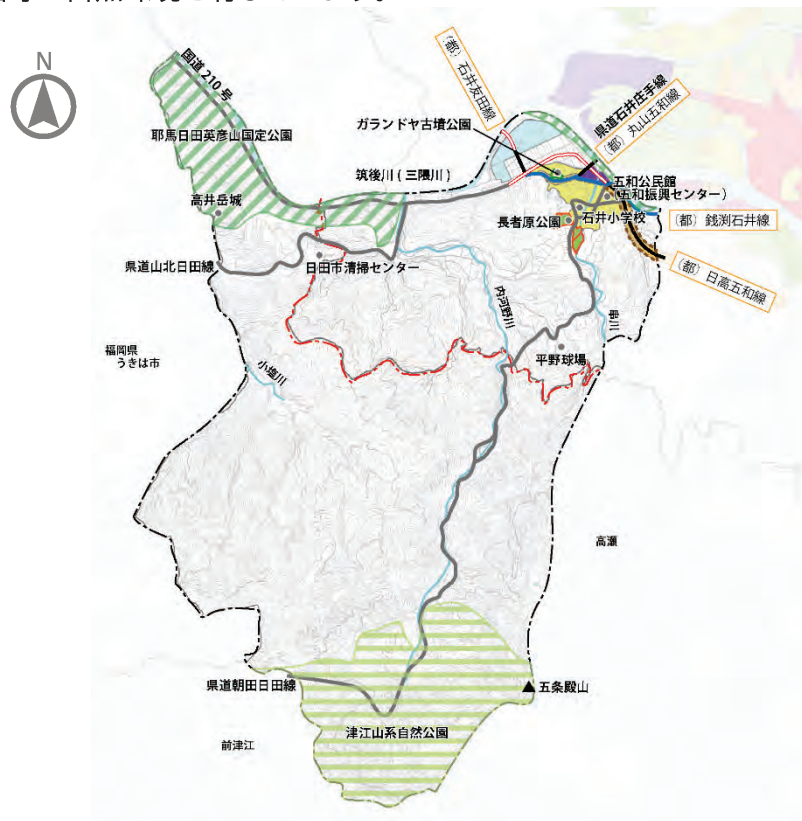 N
国道 210 号
耶馬日田英彦山国定公園
高井岳城
県道山北日田線
日田市清掃センター
福岡県
うきは市
小塩川
筑後川 ( 三隈川 )
ガランドヤ古墳公園
(都) 石井友田線
県道石井庄手線
(都) 丸山五和線
五和公民館
(五和振興センター)
石井小学校
長者原公園
(都) 銭渕石井線
(都) 日高五和線
内河野川
串川
平野球場
高瀬
県道朝田日田線
五条殿山
津江山系自然公園
前津江